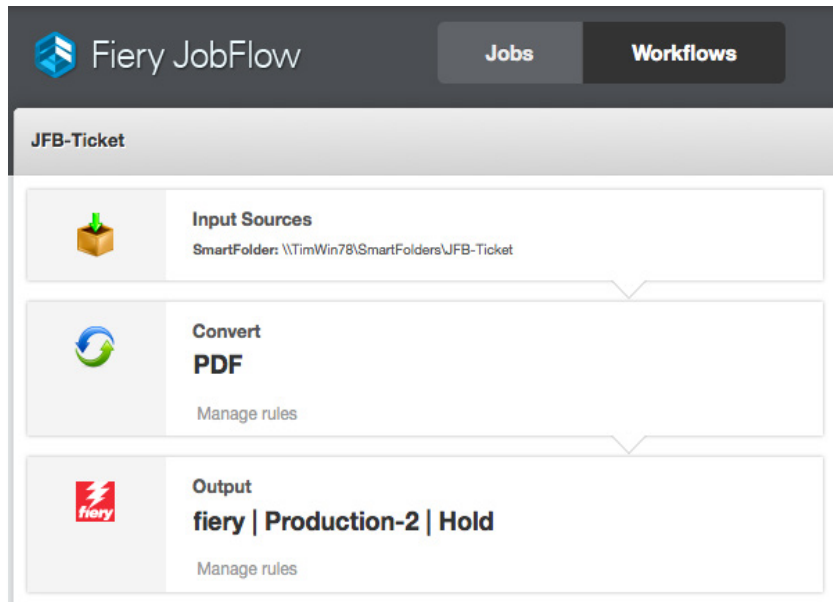 Fiery JobFlow
Jobs
Workflows
JFB-Ticket
Input Sources
SmartFolder: \\TimWin78\SmartFolders\JFB-Ticket
Convert
PDF
Manage rules
fiery
Output
fiery | Production-2 | Hold
Manage rules